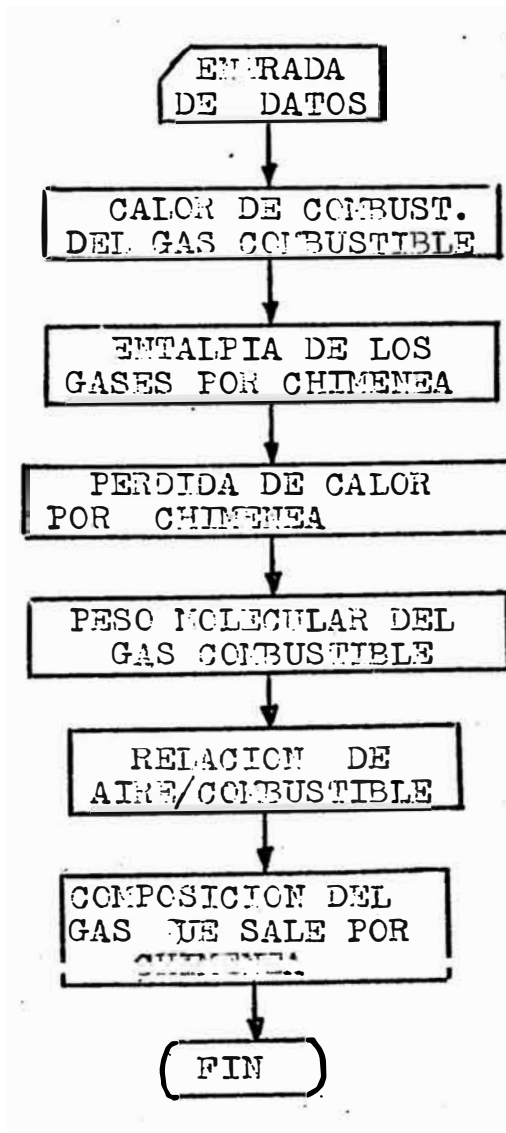 ENTRADA
DE DATOS
CALOR DE COMBUST.
DEL GAS COMBUSTIBLE
ENTALPIA DE LOS
GASES POR CHIMENEA
PERDIDA DE CALOR
POR CHIMENEA
PESO MOLECULAR DEL
GAS COMBUSTIBLE
RELACION DE
AIRE/COMBUSTIBLE
COMPOSICION DEL
GAS QUE SALE POR
CHIMENEA
FIN